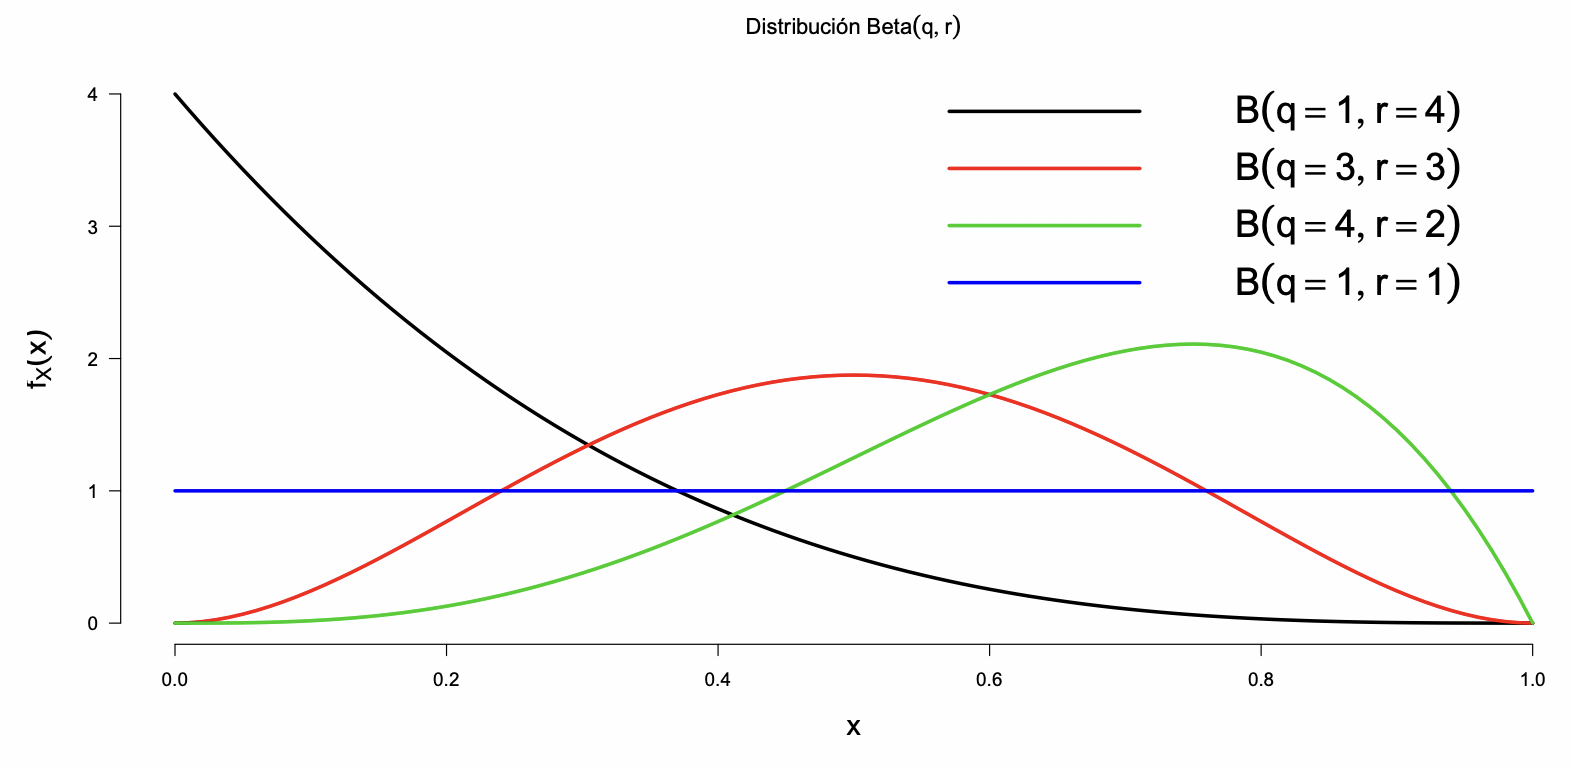 Distribución Beta(q, r)
B(q = 1, r = 4)
B(q = 3, r = 3)
B(q = 4, r = 2)
B(q = 1, r = 1)
4
3
2
1
0
fX(x)
0.0 0.2 0.4 0.6 0.8 1.0
x